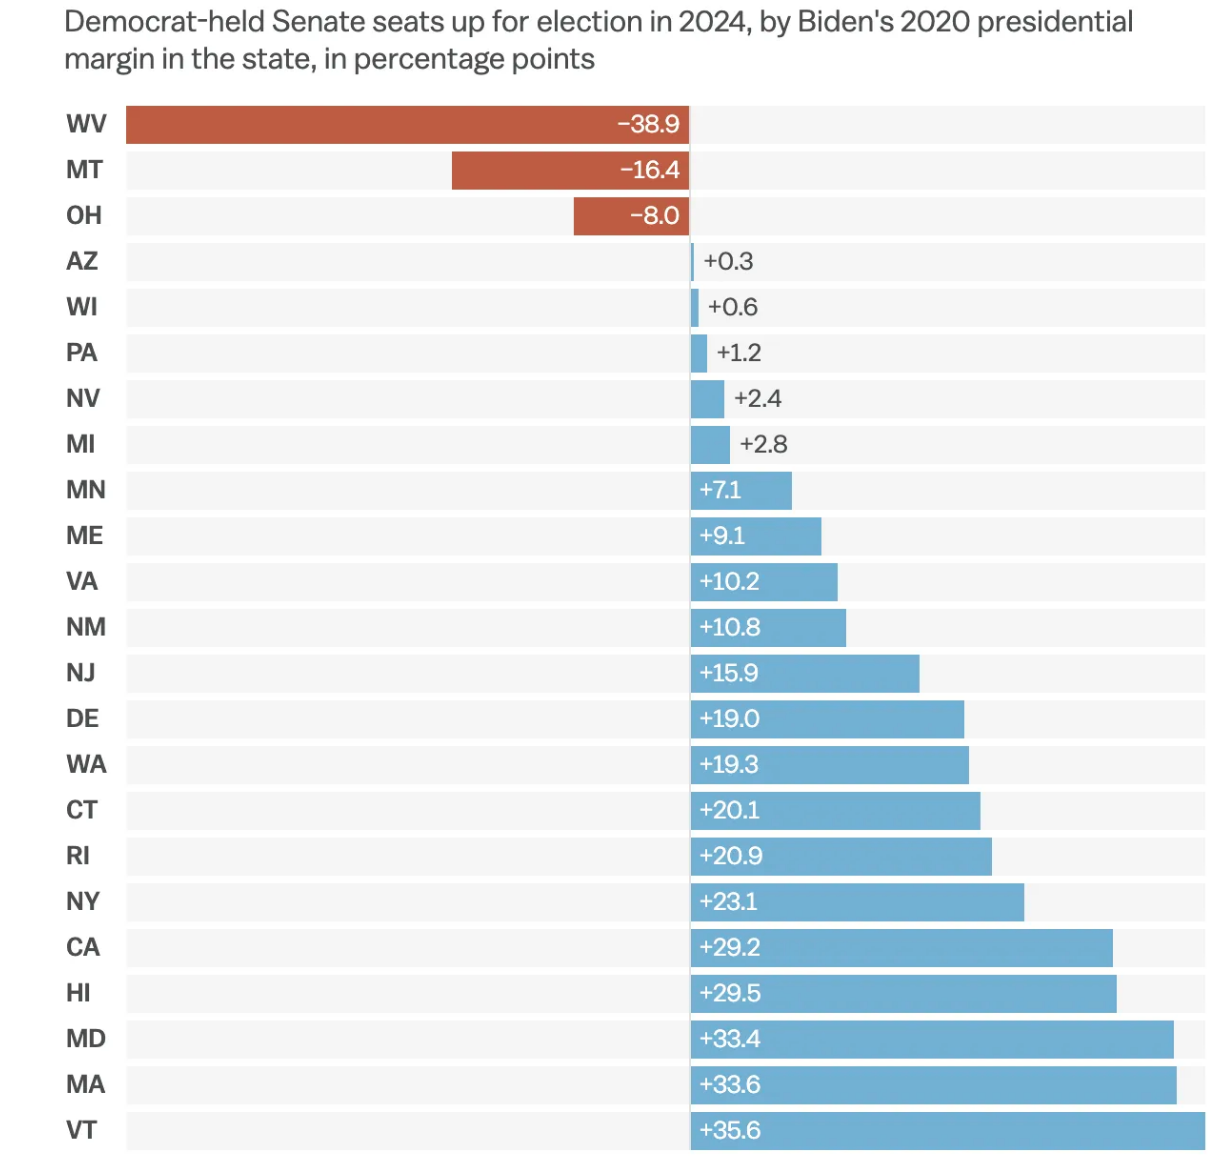 Democrat-held Senate seats up for election in 2024, by Biden's 2020 presidential
margin in the state, in percentage points
WV −38.9
MT −16.4
OH −8.0
AZ +0.3
WI +0.6
PA +1.2
NV +2.4
MI +2.8
MN +7.1
ME +9.1
VA +10.2
NM +10.8
NJ +15.9
DE +19.0
WA +19.3
CT +20.1
RI +20.9
NY +23.1
CA +29.2
HI +29.5
MD +33.4
MA +33.6
VT +35.6